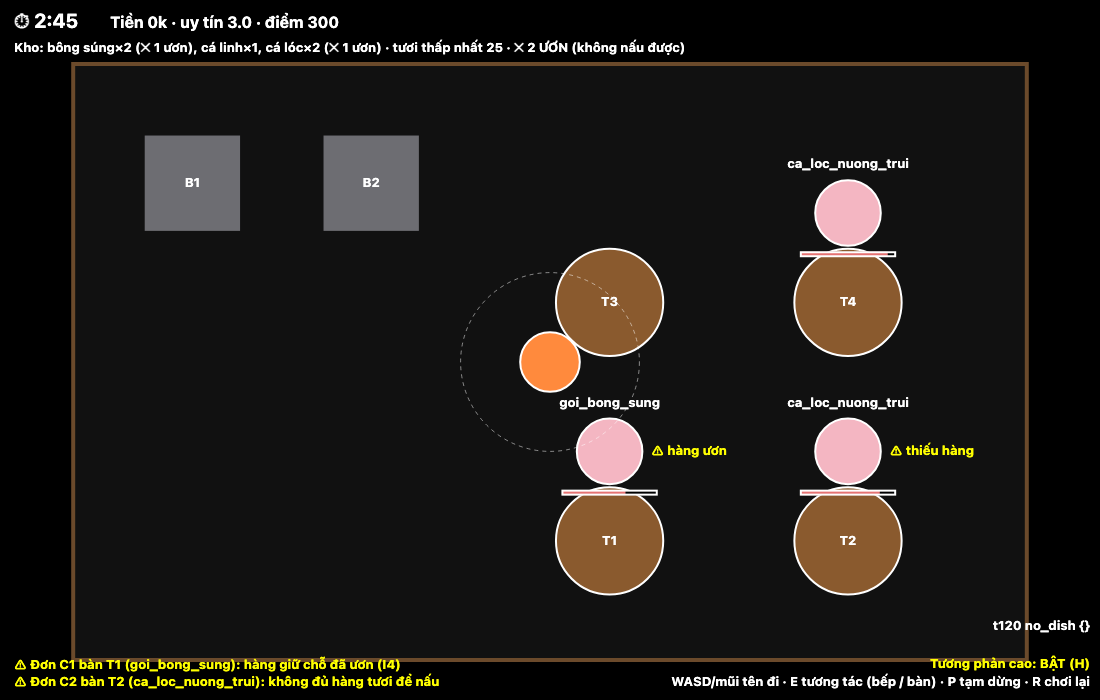 ⏱ 2:45 Tiền 0k · uy tín 3.0 · điểm 300
Kho: bông súng×2 (✕ 1 ươn), cá linh×1, cá lóc×2 (✕ 1 ươn) · tươi thấp nhất 25 · ✕ 2 ƯƠN (không nấu được)
B1
B2
ca_loc_nuong_trui
T3
T4
goi_bong_sung
ca_loc_nuong_trui
⚠ hàng ươn
⚠ thiếu hàng
T1
T2
t120 no_dish {}
⚠ Đơn C1 bàn T1 (goi_bong_sung): hàng giữ chỗ đã ươn (I4)
Tương phản cao: BẬT (H)
⚠ Đơn C2 bàn T2 (ca_loc_nuong_trui): không đủ hàng tươi để nấu
WASD/mũi tên đi · E tương tác (bếp / bàn) · P tạm dừng · R chơi lại